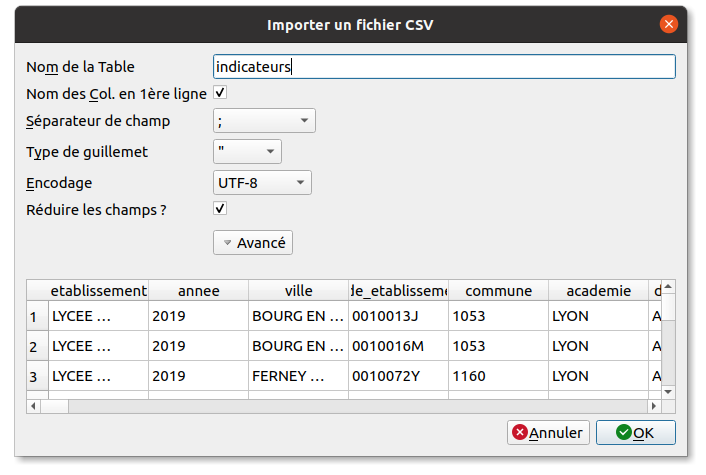 Importer un fichier CSV
Nom de la Table indicateurs
Nom des Col. en 1ère ligne
Séparateur de champ ;
Type de guillemet "
Encodage UTF-8
Réduire les champs ?
Avancé
etablissement annee ville de_etablisseme commune academie d
1 LYCEE ... 2019 BOURG EN ... 0010013J 1053 LYON A
2 LYCEE ... 2019 BOURG EN ... 0010016M 1053 LYON A
3 LYCEE ... 2019 FERNEY ... 0010072Y 1160 LYON A
Annuler OK